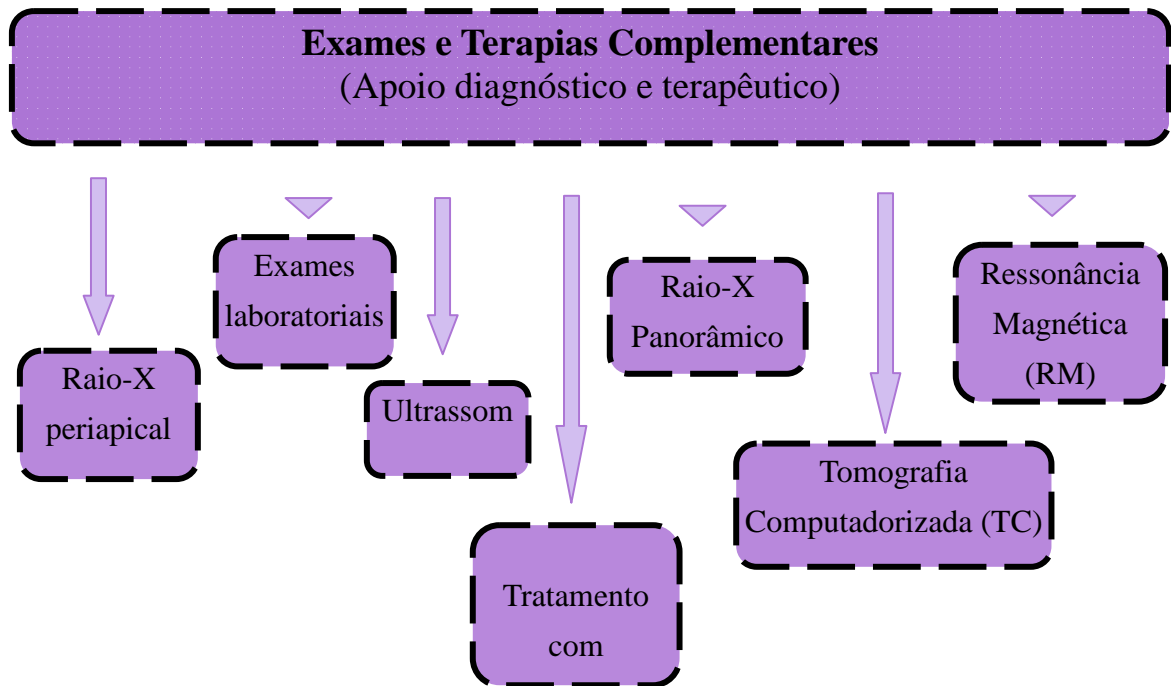 Exames e Terapias Complementares
(Apoio diagnóstico e terapêutico)
Exames
laboratoriais
Raio-X
Panorâmico
Ressonância
Magnética
(RM)
Raio-X
periapical
Ultrassom
Tomografia
Computadorizada (TC)
Tratamento
com